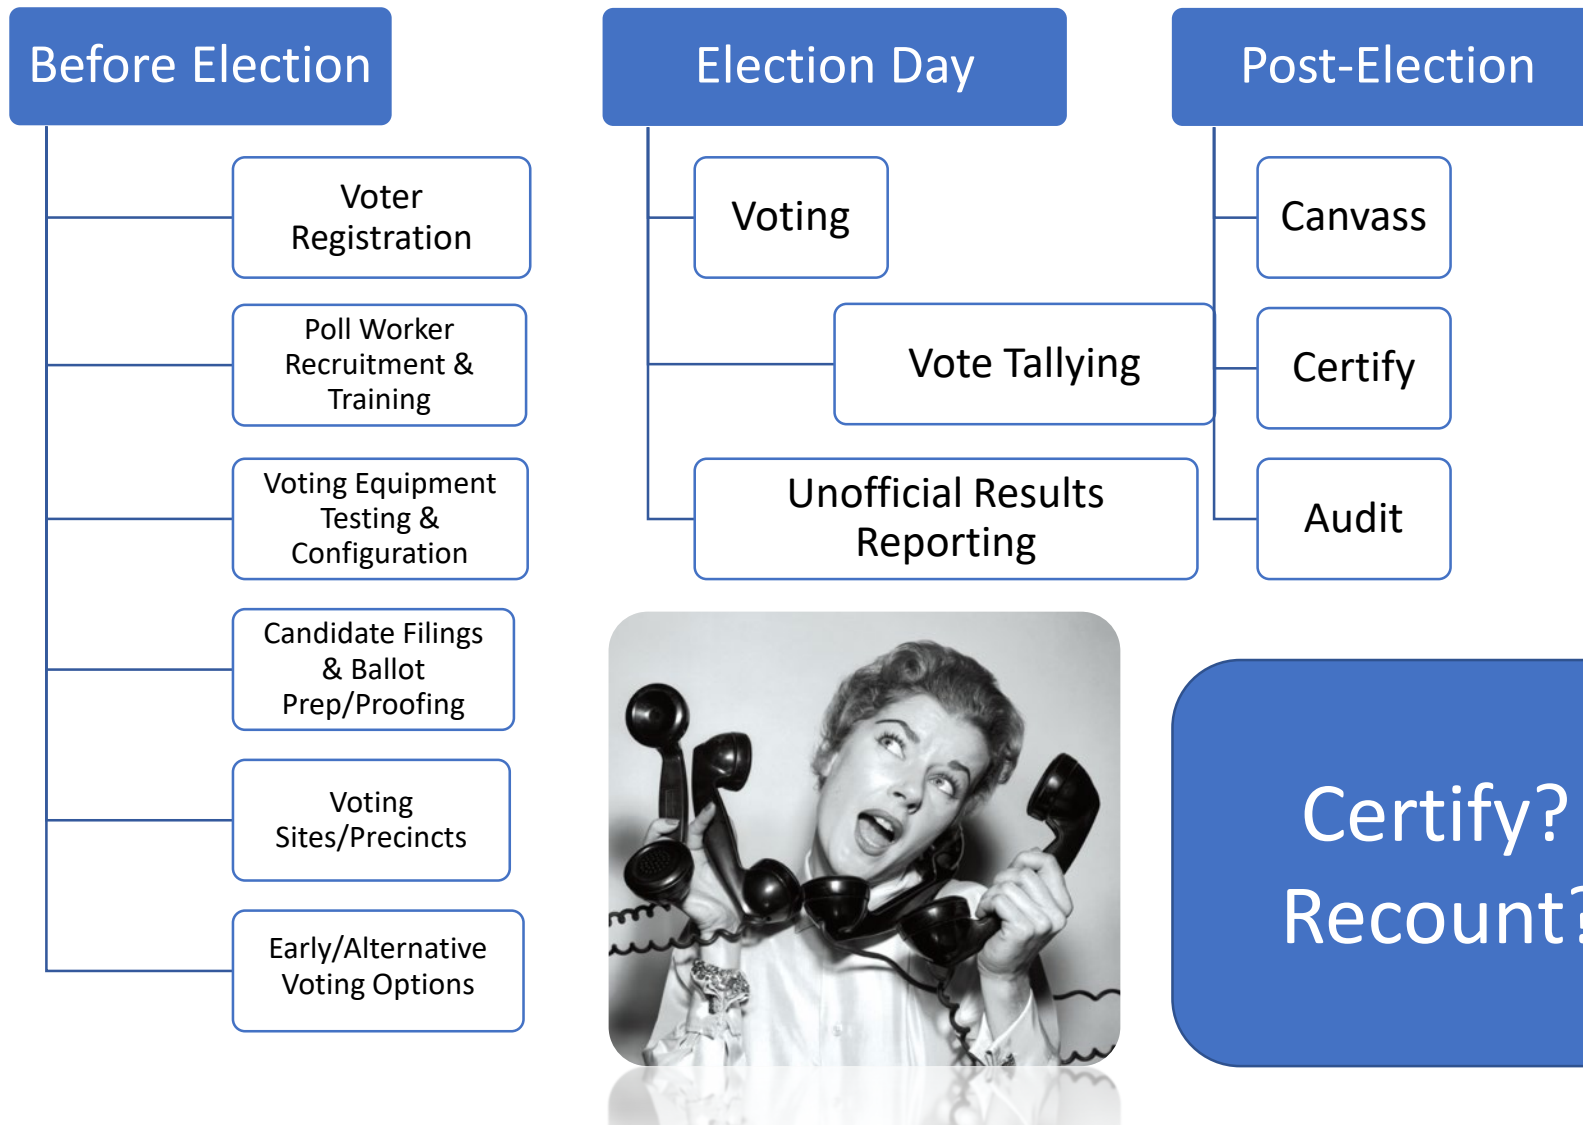 Before Election
Voter
Registration
Poll Worker
Recruitment &
Training
Voting Equipment
Testing &
Configuration
Candidate Filings
& Ballot
Prep/Proofing
Voting
Sites/Precincts
Early/Alternative
Voting Options
Election Day
Voting
Vote Tallying
Unofficial Results
Reporting
Post-Election
Canvass
Certify
Audit
Certify?
Recount?